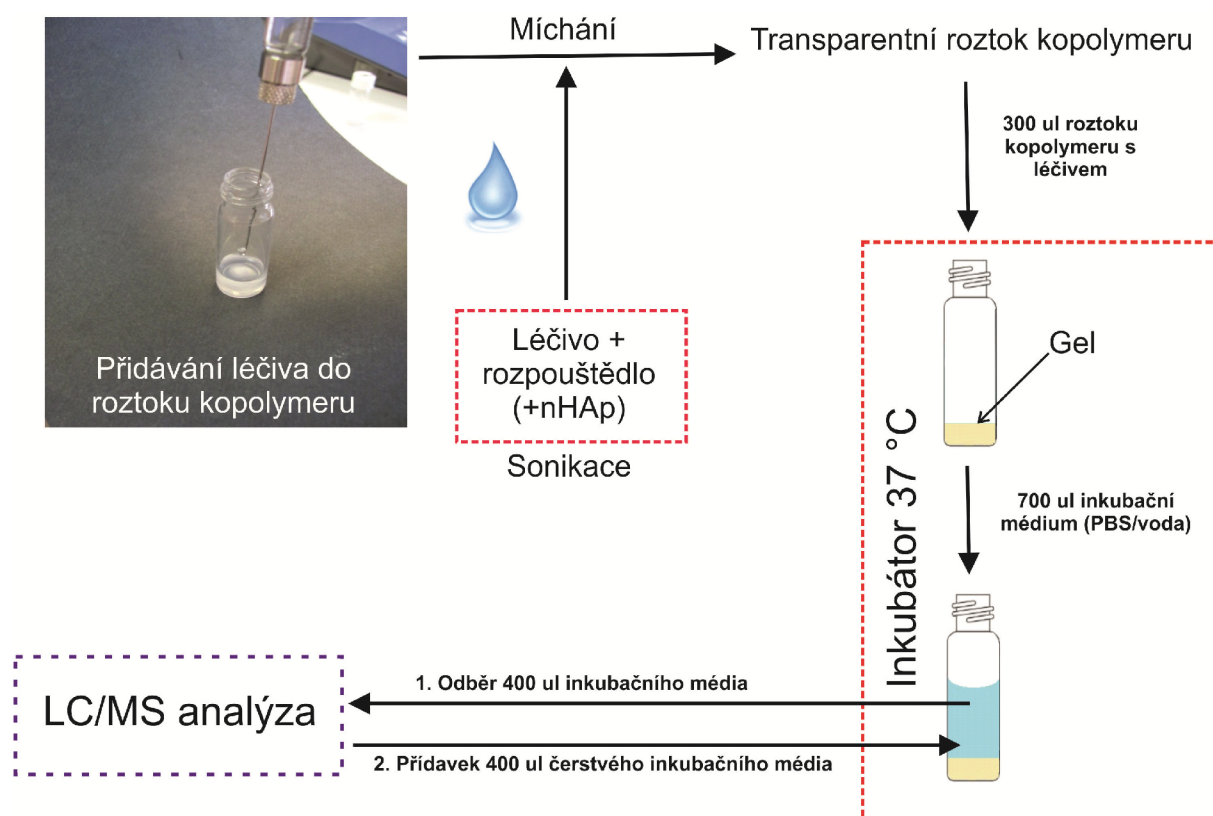 Míchání
Transparentní roztok kopolymeru
300 ul roztoku
kopolymeru s
léčivem
Přidávání léčiva do
roztoku kopolymeru
Léčivo +
rozpouštědlo
(+nHAp)
Sonikace
Gel
Inkubátor 37 °C
700 ul inkubační
médium (PBS/voda)
LC/MS analýza
1. Odběr 400 ul inkubačního média
2. Přídavek 400 ul čerstvého inkubačního média